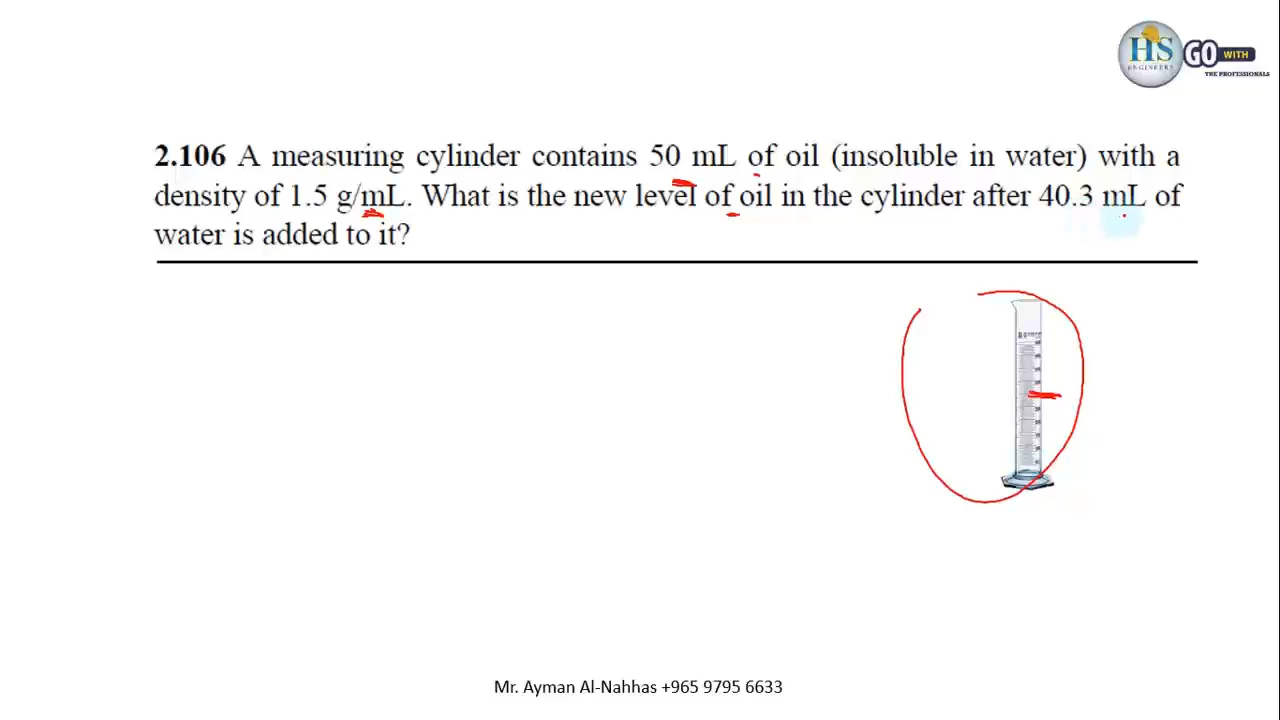 HS
ENGINEERS
GO WITH
THE PROFESSIONALS
2.106 A measuring cylinder contains 50 mL of oil (insoluble in water) with a
density of 1.5 g/mL. What is the new level of oil in the cylinder after 40.3 mL of
water is added to it?
Mr. Ayman Al-Nahhas +965 9795 6633